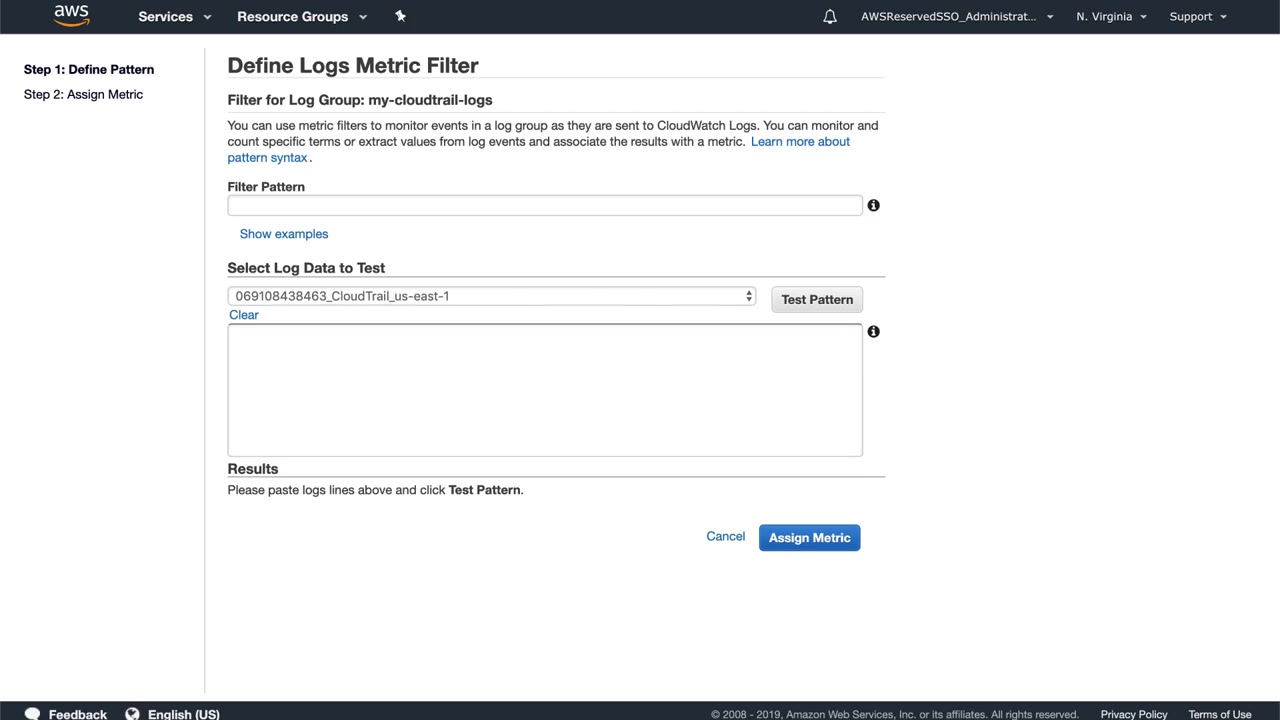 aws Services Resource Groups AWSReservedSSO_Administrat... N. Virginia Support
Step 1: Define Pattern
Step 2: Assign Metric
Define Logs Metric Filter
Filter for Log Group: my-cloudtrail-logs
You can use metric filters to monitor events in a log group as they are sent to CloudWatch Logs. You can monitor and
count specific terms or extract values from log events and associate the results with a metric. Learn more about
pattern syntax.
Filter Pattern
Show examples
Select Log Data to Test
069108438463_CloudTrail_us-east-1 Test Pattern
Clear
Results
Please paste logs lines above and click Test Pattern.
Cancel Assign Metric
Feedback English (US) © 2008 - 2019, Amazon Web Services, Inc. or its affiliates. All rights reserved. Privacy Policy Terms of Use